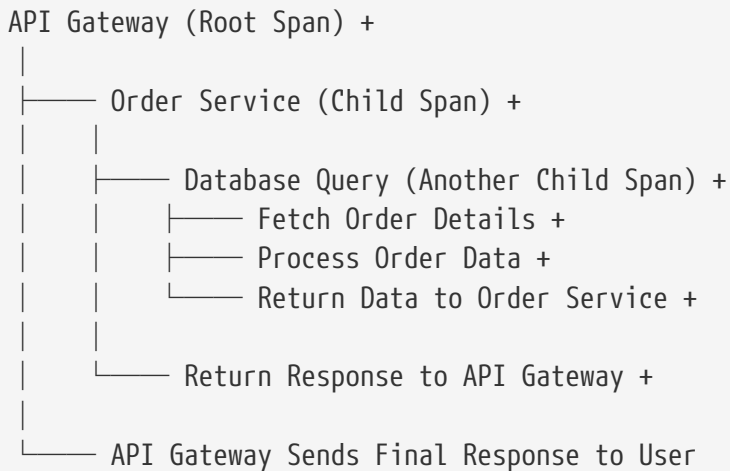 API Gateway (Root Span) +
Order Service (Child Span) +
Database Query (Another Child Span) +
Fetch Order Details +
Process Order Data +
Return Data to Order Service +
Return Response to API Gateway +
API Gateway Sends Final Response to User